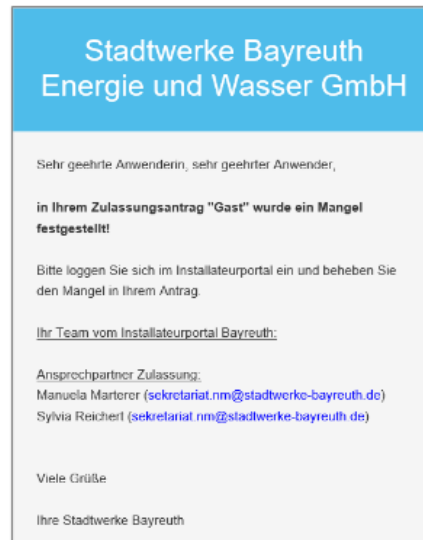 Stadtwerke Bayreuth
Energie und Wasser GmbH
Sehr geehrte Anwenderin, sehr geehrter Anwender,
in Ihrem Zulassungsantrag "Gast" wurde ein Mangel
festgestellt!
Bitte loggen Sie sich im Installateurportal ein und beheben Sie
den Mangel in Ihrem Antrag.
Ihr Team vom Installateurportal Bayreuth:
Ansprechpartner Zulassung:
Manuela Marterer (sekretariat.nm@stadtwerke-bayreuth.de)
Sylvia Reichert (sekretariat.nm@stadtwerke-bayreuth.de)
Viele Grüße
Ihre Stadtwerke Bayreuth